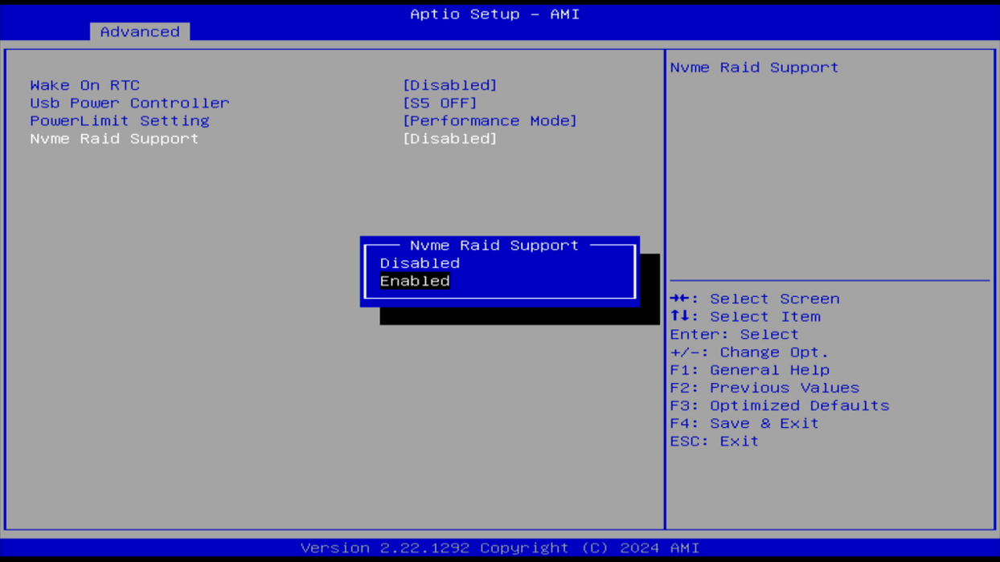 Aptio Setup – AMI
Advanced
Wake On RTC [Disabled]
Usb Power Controller [S5 OFF]
PowerLimit Setting [Performance Mode]
Nvme Raid Support [Disabled]
Nvme Raid Support
Disabled
Enabled
Nvme Raid Support
→←: Select Screen
↑↓: Select Item
Enter: Select
+/-: Change Opt.
F1: General Help
F2: Previous Values
F3: Optimized Defaults
F4: Save & Exit
ESC: Exit
Version 2.22.1292 Copyright (C) 2024 AMI